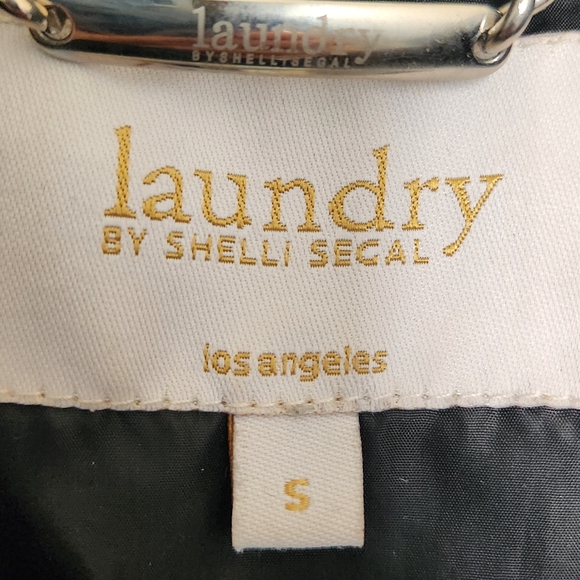 laundry
BY SHELLI SEGAL
laundry
BY SHELLI SEGAL
los angeles
S